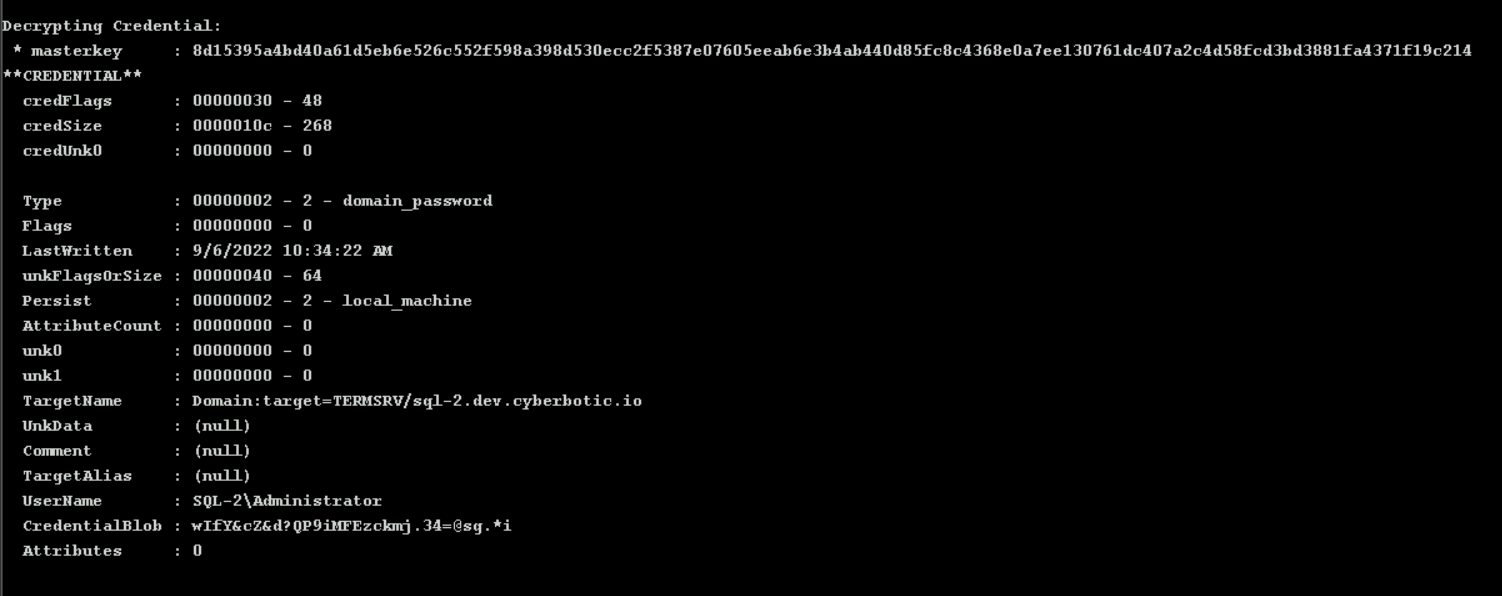 Decrypting Credential:
* masterkey : 8d15395a4bd40a61d5eb6e526c552f598a398d530ecc2f5387e07605eeab6e3b4ab440d85fc8c4368e0a7ee130761dc407a2c4d58fcd3bd3881fa4371f19c214
**CREDENTIAL**
credFlags : 00000030 - 48
credSize : 0000010c - 268
credUnk0 : 00000000 - 0
Type : 00000002 - 2 - domain_password
Flags : 00000000 - 0
LastWritten : 9/6/2022 10:34:22 AM
unkFlagsOrSize : 00000040 - 64
Persist : 00000002 - 2 - local_machine
AttributeCount : 00000000 - 0
unk0 : 00000000 - 0
unk1 : 00000000 - 0
TargetName : Domain:target=TERMSRV/sql-2.dev.cyberbotic.io
UnkData : (null)
Comment : (null)
TargetAlias : (null)
UserName : SQL-2\Administrator
CredentialBlob : wIfY&cZ&d?QP9iMFEzckmj.34=@sg.*i
Attributes : 0